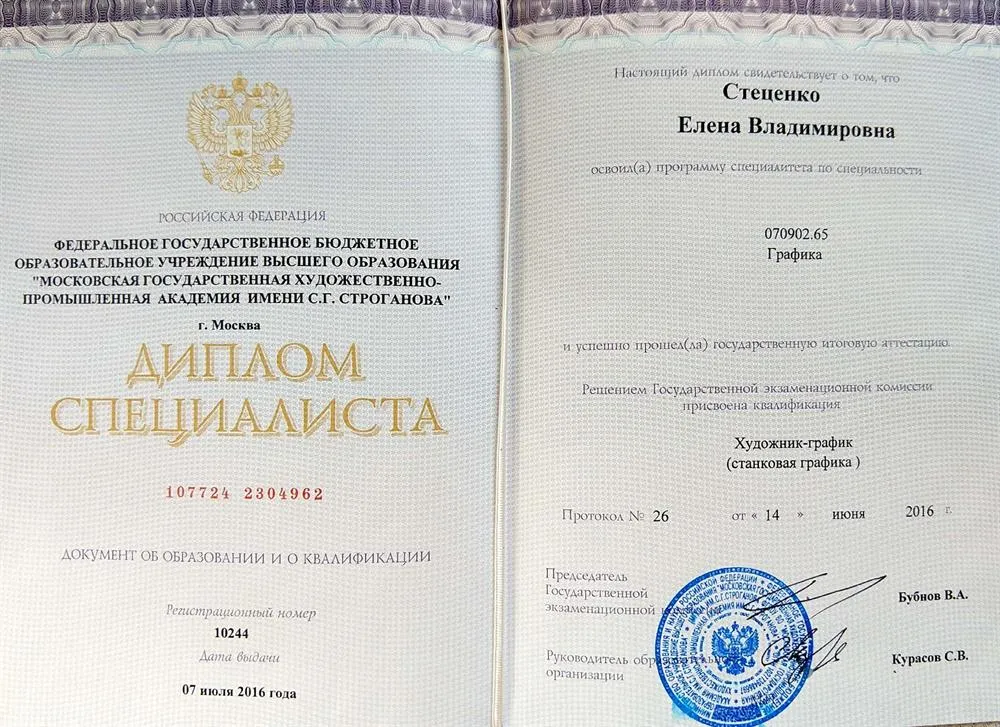 РОССИЙСКАЯ ФЕДЕРАЦИЯ
ФЕДЕРАЛЬНОЕ ГОСУДАРСТВЕННОЕ БЮДЖЕТНОЕ
ОБРАЗОВАТЕЛЬНОЕ УЧРЕЖДЕНИЕ ВЫСШЕГО ОБРАЗОВАНИЯ
"МОСКОВСКАЯ ГОСУДАРСТВЕННАЯ ХУДОЖЕСТВЕННО-
ПРОМЫШЛЕННАЯ АКАДЕМИЯ ИМЕНИ С.Г. СТРОГАНОВА"
г. Москва
ДИПЛОМ
СПЕЦИАЛИСТА
107724 2304962
ДОКУМЕНТ ОБ ОБРАЗОВАНИИ И О КВАЛИФИКАЦИИ
Регистрационный номер
10244
Дата выдачи
07 июля 2016 года
Настоящий диплом свидетельствует о том, что
Стеценко
Елена Владимировна
освоил(а) программу специалитета по специальности
070902.65
Графика
и успешно прошел(ла) государственную итоговую аттестацию.
Решением Государственной экзаменационной комиссии
присвоена квалификация
Художник-график
(станковая графика )
Протокол № 26 от « 14 » июня 2016 г.
Председатель
Государственной
экзаменационной
Бубнов В.А.
Руководитель образовательной
организации
Курасов С.В.